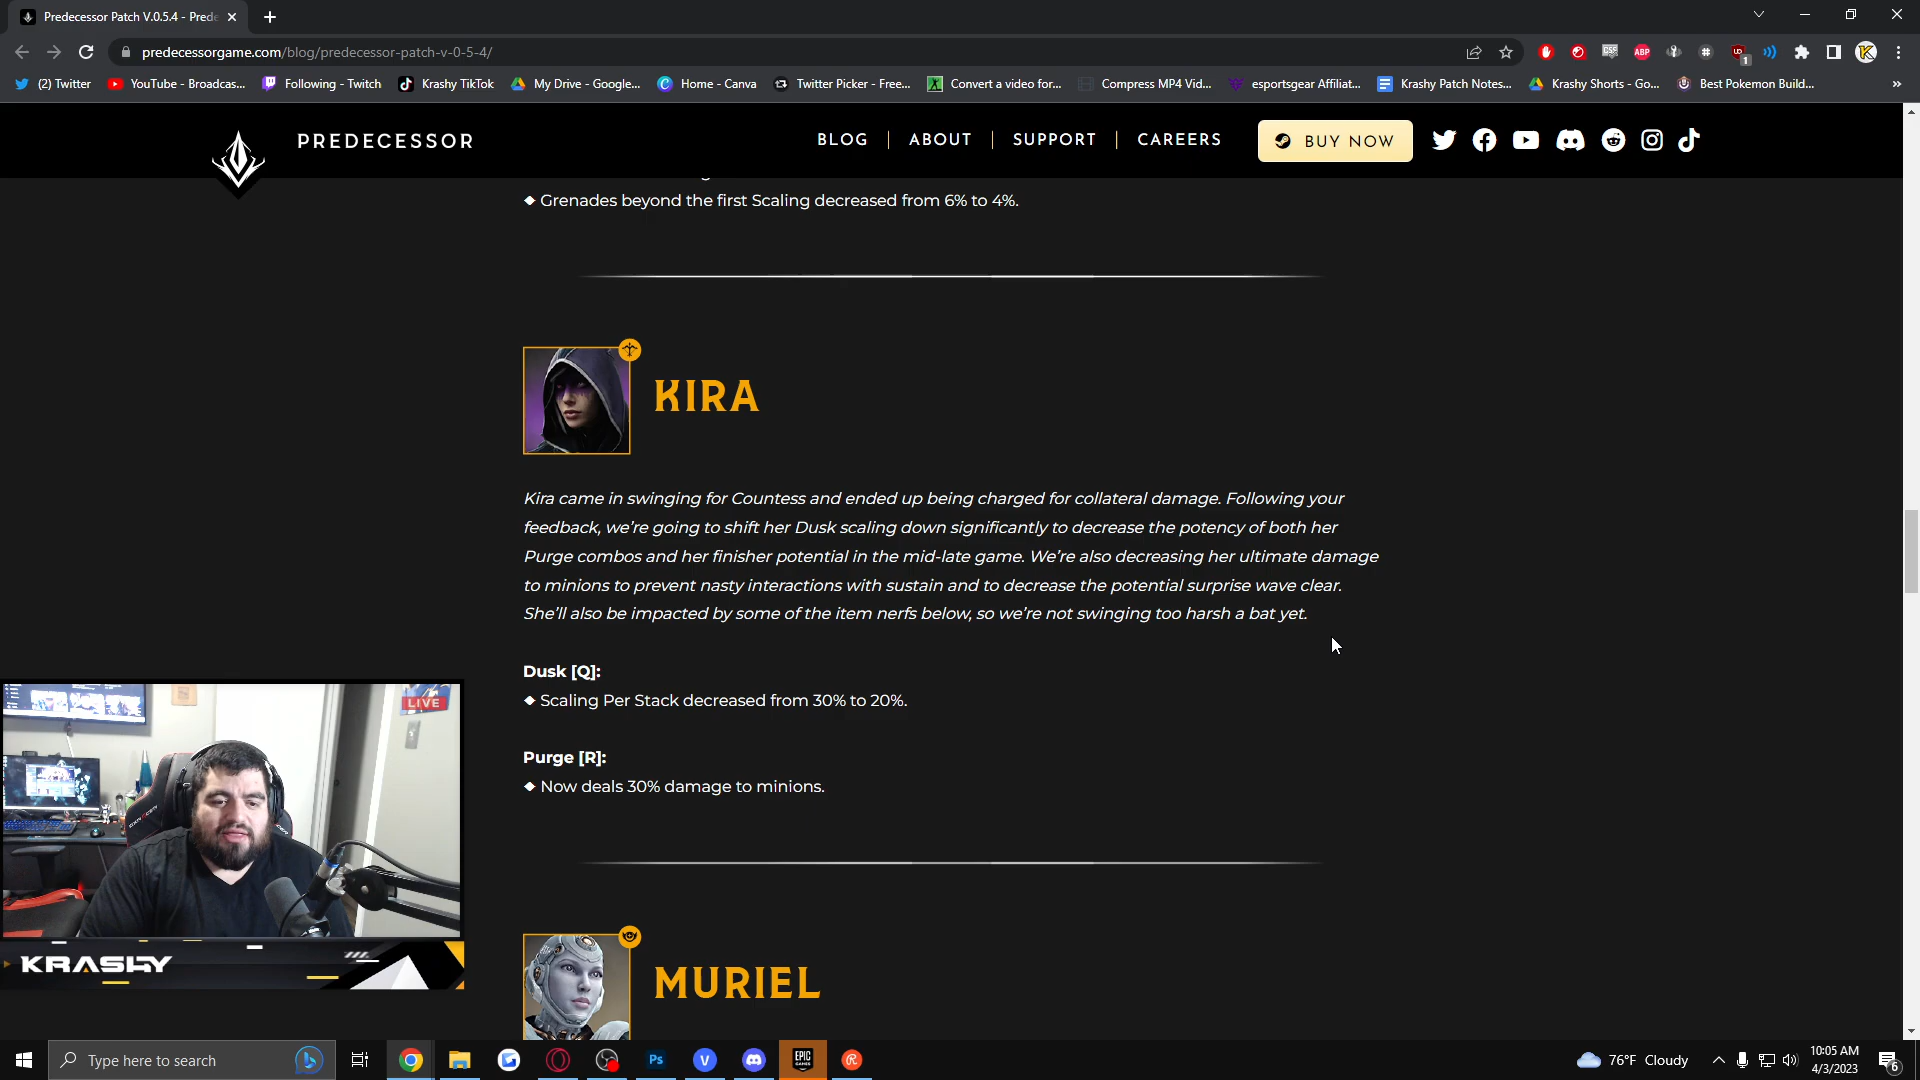 Predecessor Patch V.0.5.4 - Prede
predecessorgame.com/blog/predecessor-patch-v-0-5-4/
(2) Twitter
YouTube - Broadcas...
Following - Twitch
Krashy TikTok
My Drive - Google...
Home - Canva
Twitter Picker - Free...
Convert a video for...
Compress MP4 Vid...
esportsgear Affiliat...
Krashy Patch Notes...
Krashy Shorts - Go...
Best Pokemon Build...
»
PREDECESSOR
BLOG
ABOUT
SUPPORT
CAREERS
BUY NOW
Grenades beyond the first Scaling decreased from 6% to 4%.
KIRA
Kira came in swinging for Countess and ended up being charged for collateral damage. Following your
feedback, we're going to shift her Dusk scaling down significantly to decrease the potency of both her
Purge combos and her finisher potential in the mid-late game. We're also decreasing her ultimate damage
to minions to prevent nasty interactions with sustain and to decrease the potential surprise wave clear.
She'll also be impacted by some of the item nerfs below, so we're not swinging too harsh a bat yet.
Dusk [Q]:
Scaling Per Stack decreased from 30% to 20%.
Purge [R]:
Now deals 30% damage to minions.
LIVE
KRASHY
MURIEL
Type here to search
Ps
EPIC
GAMES
76°F Cloudy
10:05 AM
4/3/2023
6